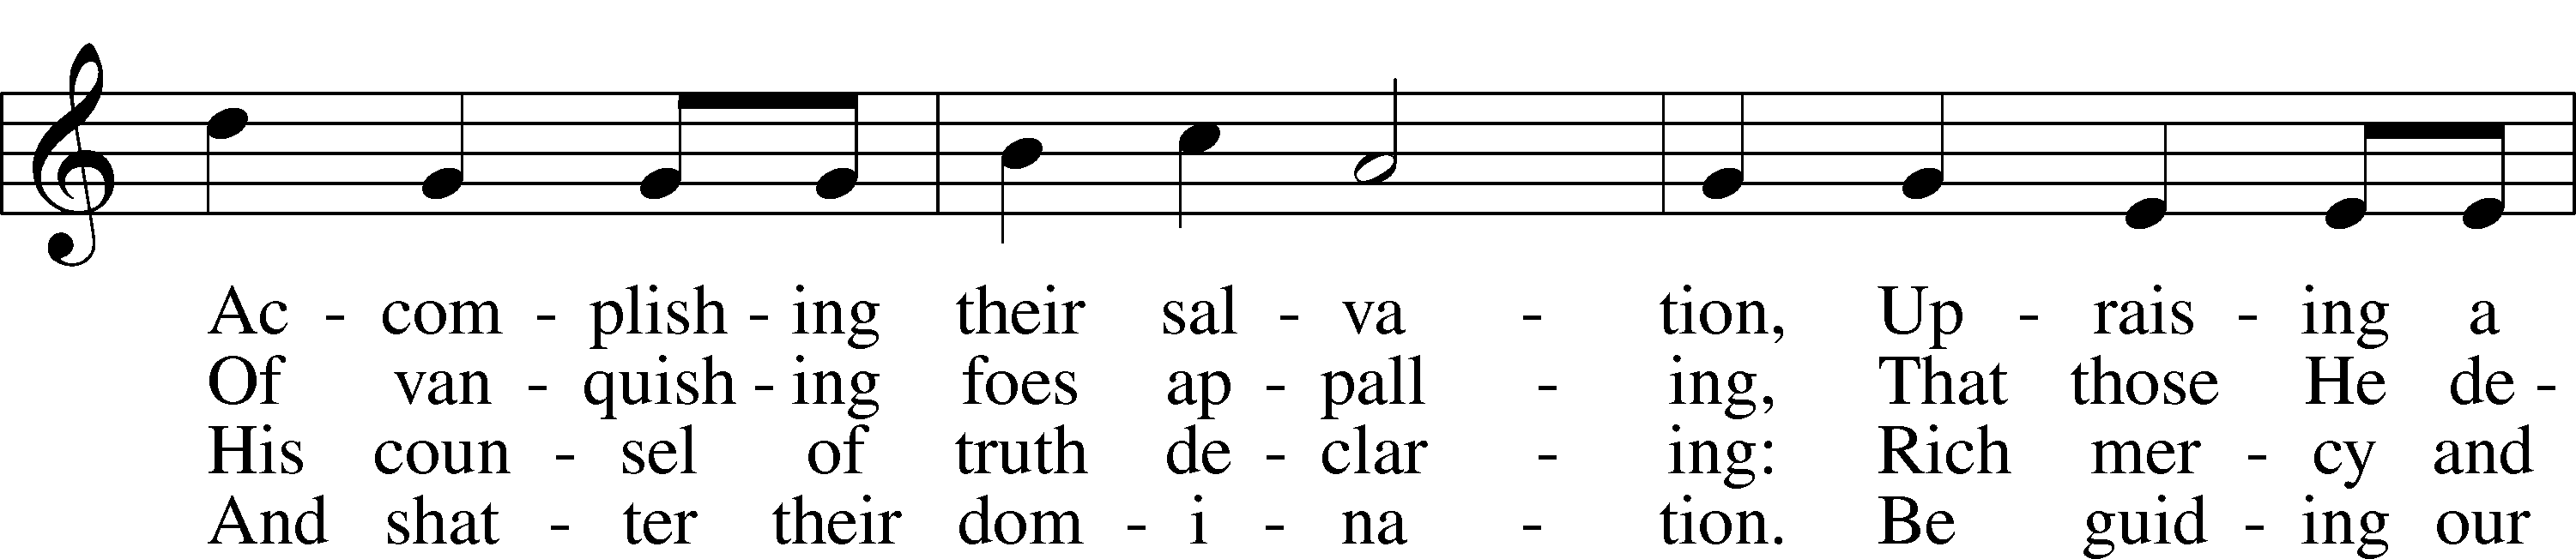 Ac - com - plish - ing their sal - va - tion, Up - rais - ing a
Of van - quish - ing foes ap - pall - ing, That those He de -
His coun - sel of truth de - clar - ing: Rich mer - cy and
And shat - ter their dom - i - na - tion. Be guid - ing our